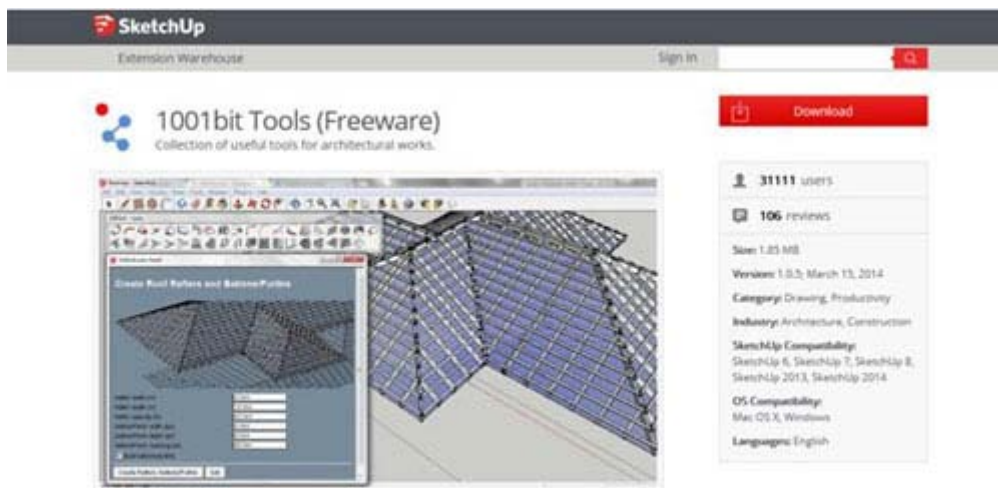 SketchUp
Extension Warehouse
Sign In
1001bit Tools (Freeware)
Collection of useful tools for architectural works.
Download
31111 users
106 reviews
Size: 1.85 MB
Version: 1.0.5; March 15, 2014
Category: Drawing, Productivity
Industry: Architecture, Construction
SketchUp Compatibility:
SketchUp 6, SketchUp 7, SketchUp 8,
SketchUp 2013, SketchUp 2014
OS Compatibility:
Mac OS X, Windows
Languages: English
Create Roof Rafters and Battens/Purlins